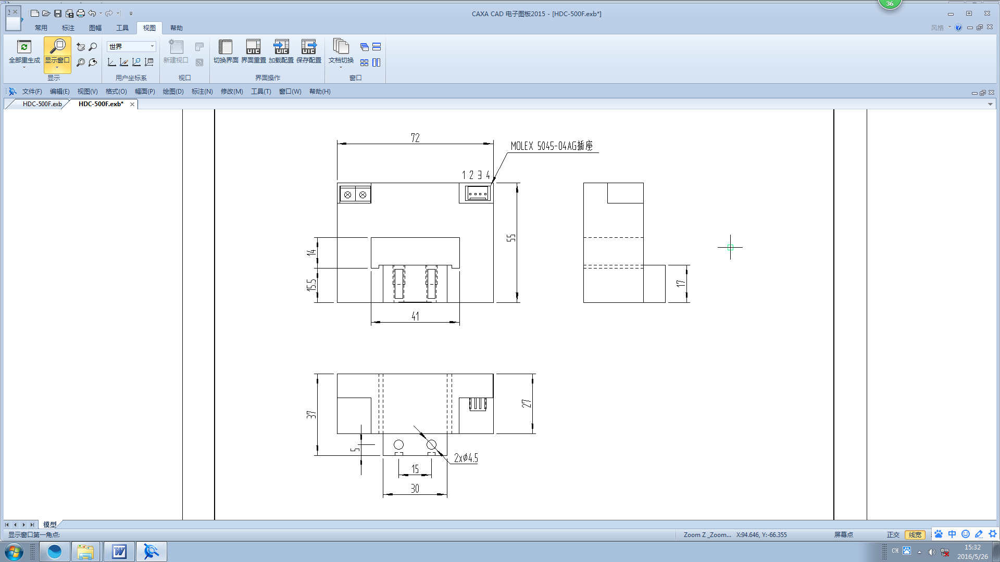 36
CAXA CAD 电子图板2015 - [HDC-500F.exb*]
常用 标注 图幅 工具 视图 帮助
风格
全部重生成 显示窗口 世界 新建视口 切换界面 界面重置 加载配置 保存配置 文档切换
显示 用户坐标系 视口 界面操作 窗口
文件(F) 编辑(E) 视图(V) 格式(O) 幅面(P) 绘图(D) 标注(N) 修改(M) 工具(T) 窗口(W) 帮助(H)
HDC-500F.exb HDC-500F.exb*
72
MOLEX 5045-04AG插座
1 2 3 4
55
14
15.5
17
41
37
27
5
2xϕ4.5
15
30
模型
显示窗口第一角点:
Zoom Z _Zoom... X:94.646, Y:-66.355 屏幕点 正交 线宽 中
CH
15:32
2016/5/26